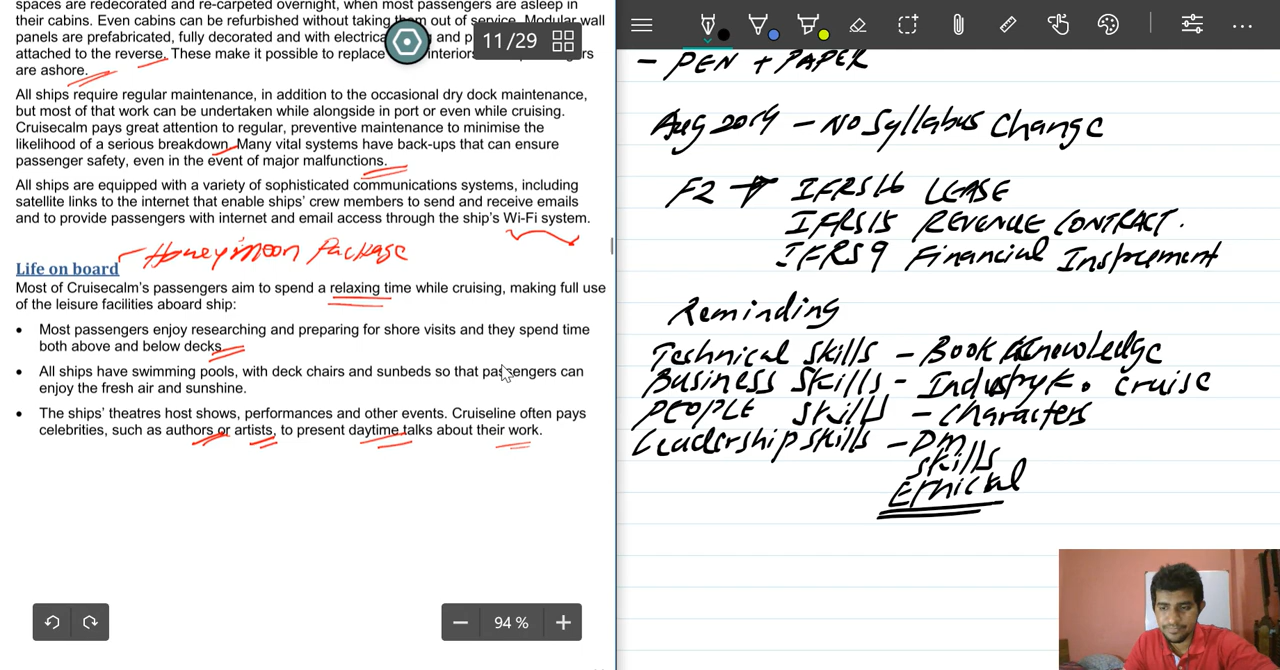 spaces are redecorated and re-carpeted overnight, when most passengers are asleep in
their cabins. Even cabins can be refurbished without taking them out of service. Modular wall
panels are prefabricated, fully decorated and with electrica and p
attached to the reverse. These make it possible to replace interiors
are ashore.
All ships require regular maintenance, in addition to the occasional dry dock maintenance,
but most of that work can be undertaken while alongside in port or even while cruising.
Cruisecalm pays great attention to regular, preventive maintenance to minimise the
likelihood of a serious breakdown. Many vital systems have back-ups that can ensure
passenger safety, even in the event of major malfunctions.
All ships are equipped with a variety of sophisticated communications systems, including
satellite links to the internet that enable ships' crew members to send and receive emails
and to provide passengers with internet and email access through the ship's Wi-Fi system.
Honeymoon Package
Life on board
Most of Cruisecalm's passengers aim to spend a relaxing time while cruising, making full use
of the leisure facilities aboard ship:
• Most passengers enjoy researching and preparing for shore visits and they spend time
both above and below decks.
• All ships have swimming pools, with deck chairs and sunbeds so that passengers can
enjoy the fresh air and sunshine.
• The ships' theatres host shows, performances and other events. Cruiseline often pays
celebrities, such as authors or artists, to present daytime talks about their work.
11/29
94 %
- PEN + PAPER
Aug 2019 - No Syllabus Change
F2 → IFRS16 LEASE
IFRS15 REVENUE CONTRACT.
IFRS 9 Financial Instrument
Reminding
Technical skills - Book Knowledge
Business skills - Industry K. Cruise
PEOPLE skills - Characters
Leadership skills - DM
skills
Ethical